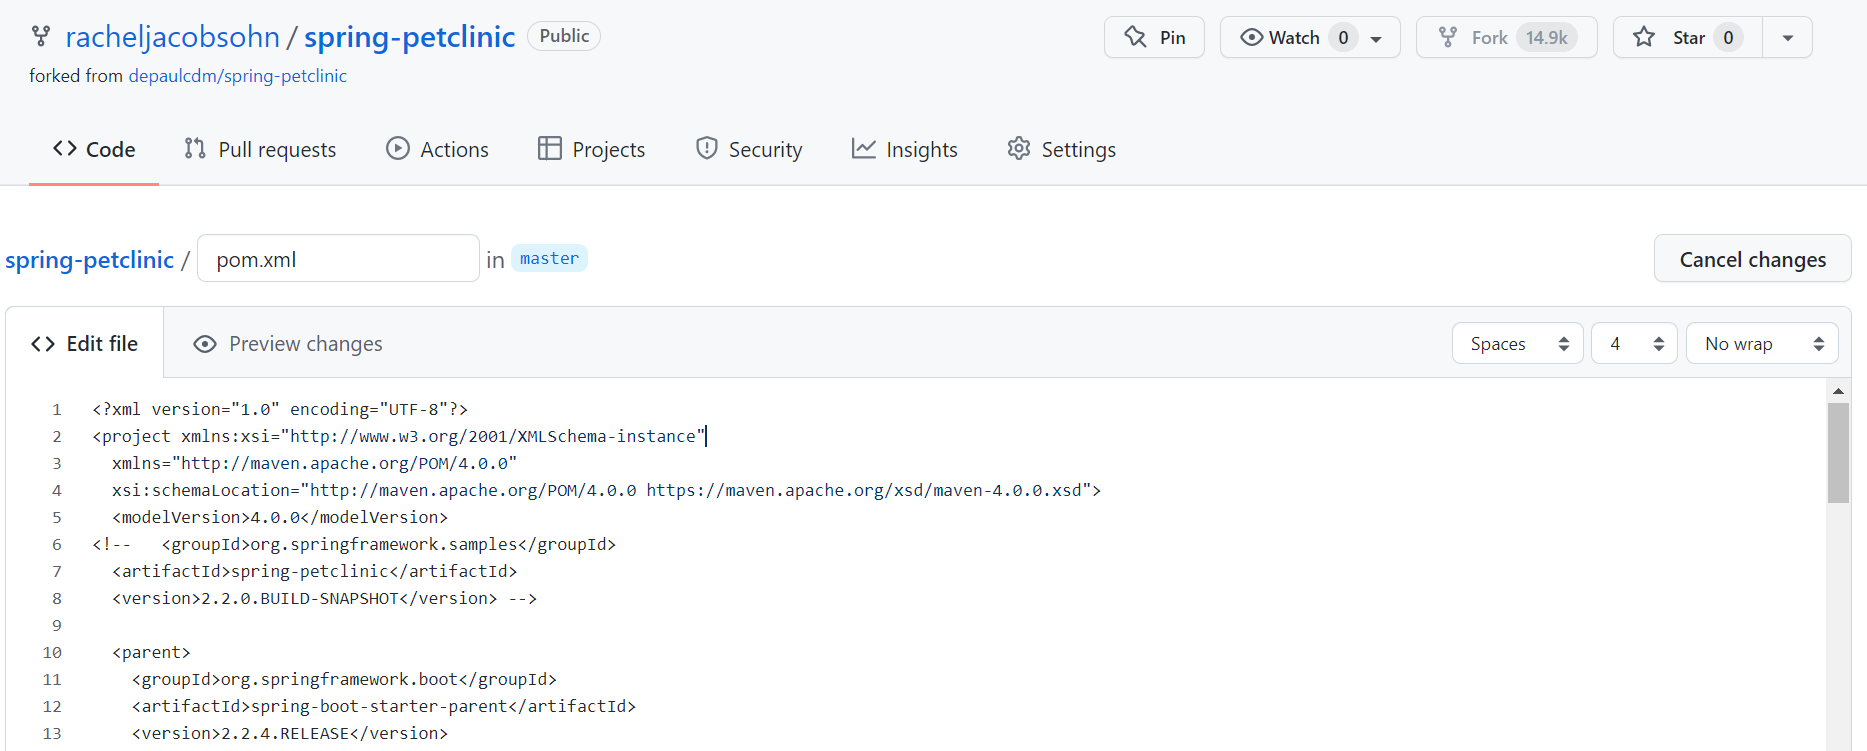 racheljacobsohn / spring-petclinic Public
Pin Watch 0 Fork 14.9k Star 0
forked from depaulcdm/spring-petclinic
Code Pull requests Actions Projects Security Insights Settings
spring-petclinic / pom.xml in master Cancel changes
Edit file Preview changes Spaces 4 No wrap
1 <?xml version="1.0" encoding="UTF-8"?>
2 <project xmlns:xsi="http://www.w3.org/2001/XMLSchema-instance"
3   xmlns="http://maven.apache.org/POM/4.0.0"
4   xsi:schemaLocation="http://maven.apache.org/POM/4.0.0 https://maven.apache.org/xsd/maven-4.0.0.xsd">
5   <modelVersion>4.0.0</modelVersion>
6 <!--   <groupId>org.springframework.samples</groupId>
7   <artifactId>spring-petclinic</artifactId>
8   <version>2.2.0.BUILD-SNAPSHOT</version> -->
9
10   <parent>
11     <groupId>org.springframework.boot</groupId>
12     <artifactId>spring-boot-starter-parent</artifactId>
13     <version>2.2.4.RELEASE</version>